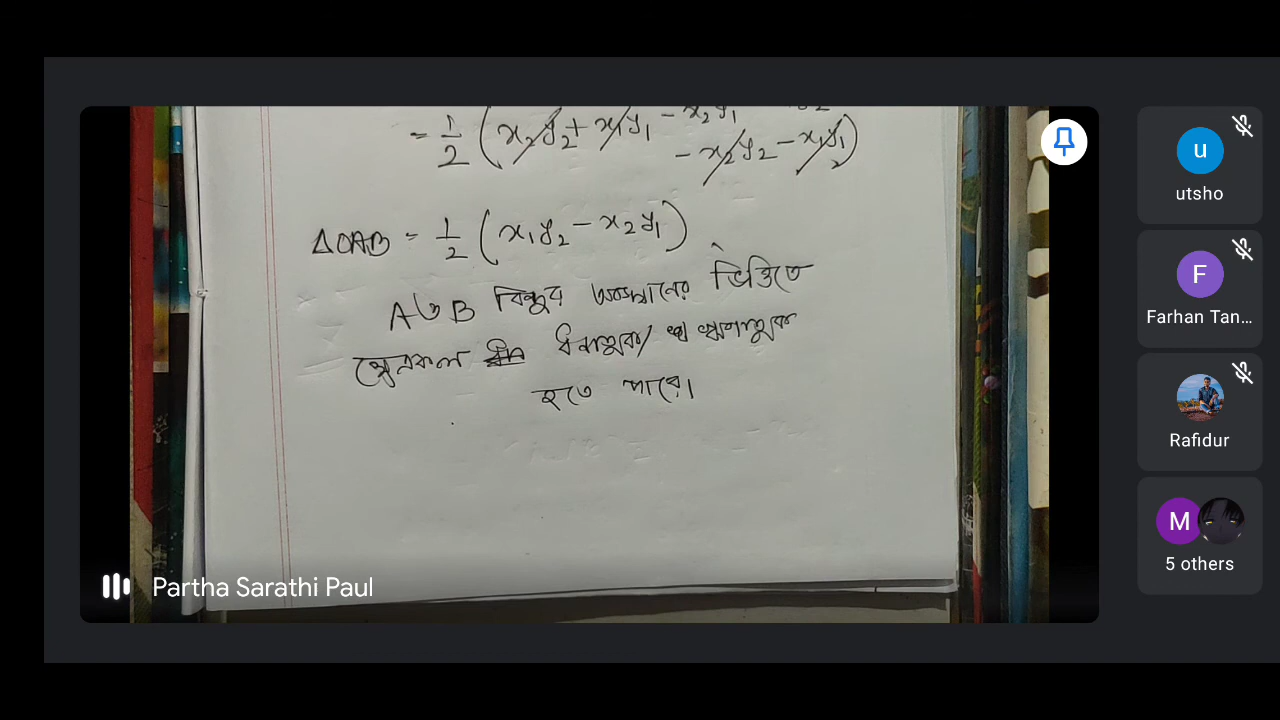 = 1/2 (x₂y₂ + x₁y₁ - x₂y₁
- x₂y₂ - x₁y₁)
ΔOAB = 1/2 (x₁y₂ - x₂y₁)
A ও B বিন্দুর অবস্থানের ভিত্তিতে
ক্ষেত্রফল ধনাত্মক/ ঋণাত্মক
হতে পারে।
Partha Sarathi Paul
u
utsho
F
Farhan Tan...
Rafidur
M
5 others